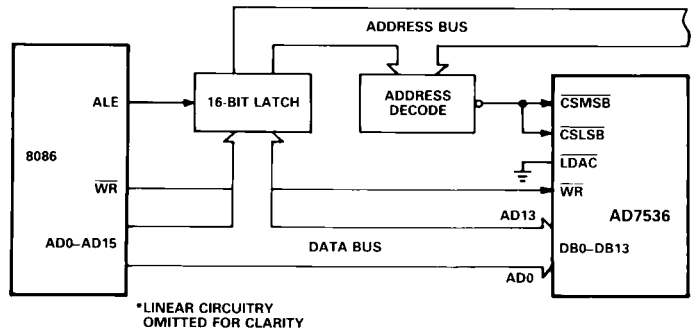 ADDRESS BUS
ALE
16-BIT LATCH
ADDRESS
DECODE
CSMSB
CSLSB
8086
LDAC
WR
WR
AD13
AD7536
AD0–AD15
DATA BUS
DB0–DB13
AD0
*LINEAR CIRCUITRY
OMITTED FOR CLARITY